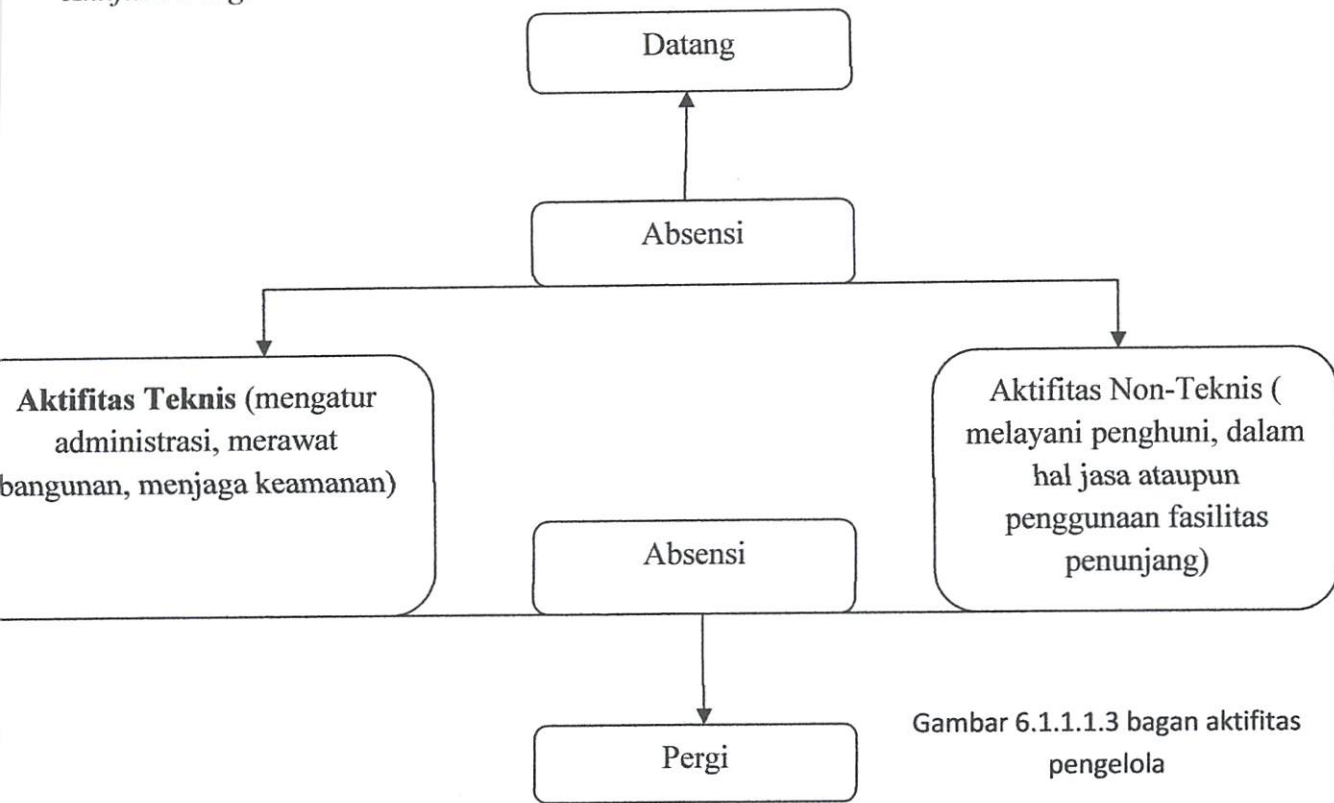 Datang
Absensi
Aktifitas Teknis (mengatur
administrasi, merawat
bangunan, menjaga keamanan)
Aktifitas Non-Teknis (
melayani penghuni, dalam
hal jasa ataupun
penggunaan fasilitas
penunjang)
Absensi
Pergi
Gambar 6.1.1.1.3 bagan aktifitas
pengelola